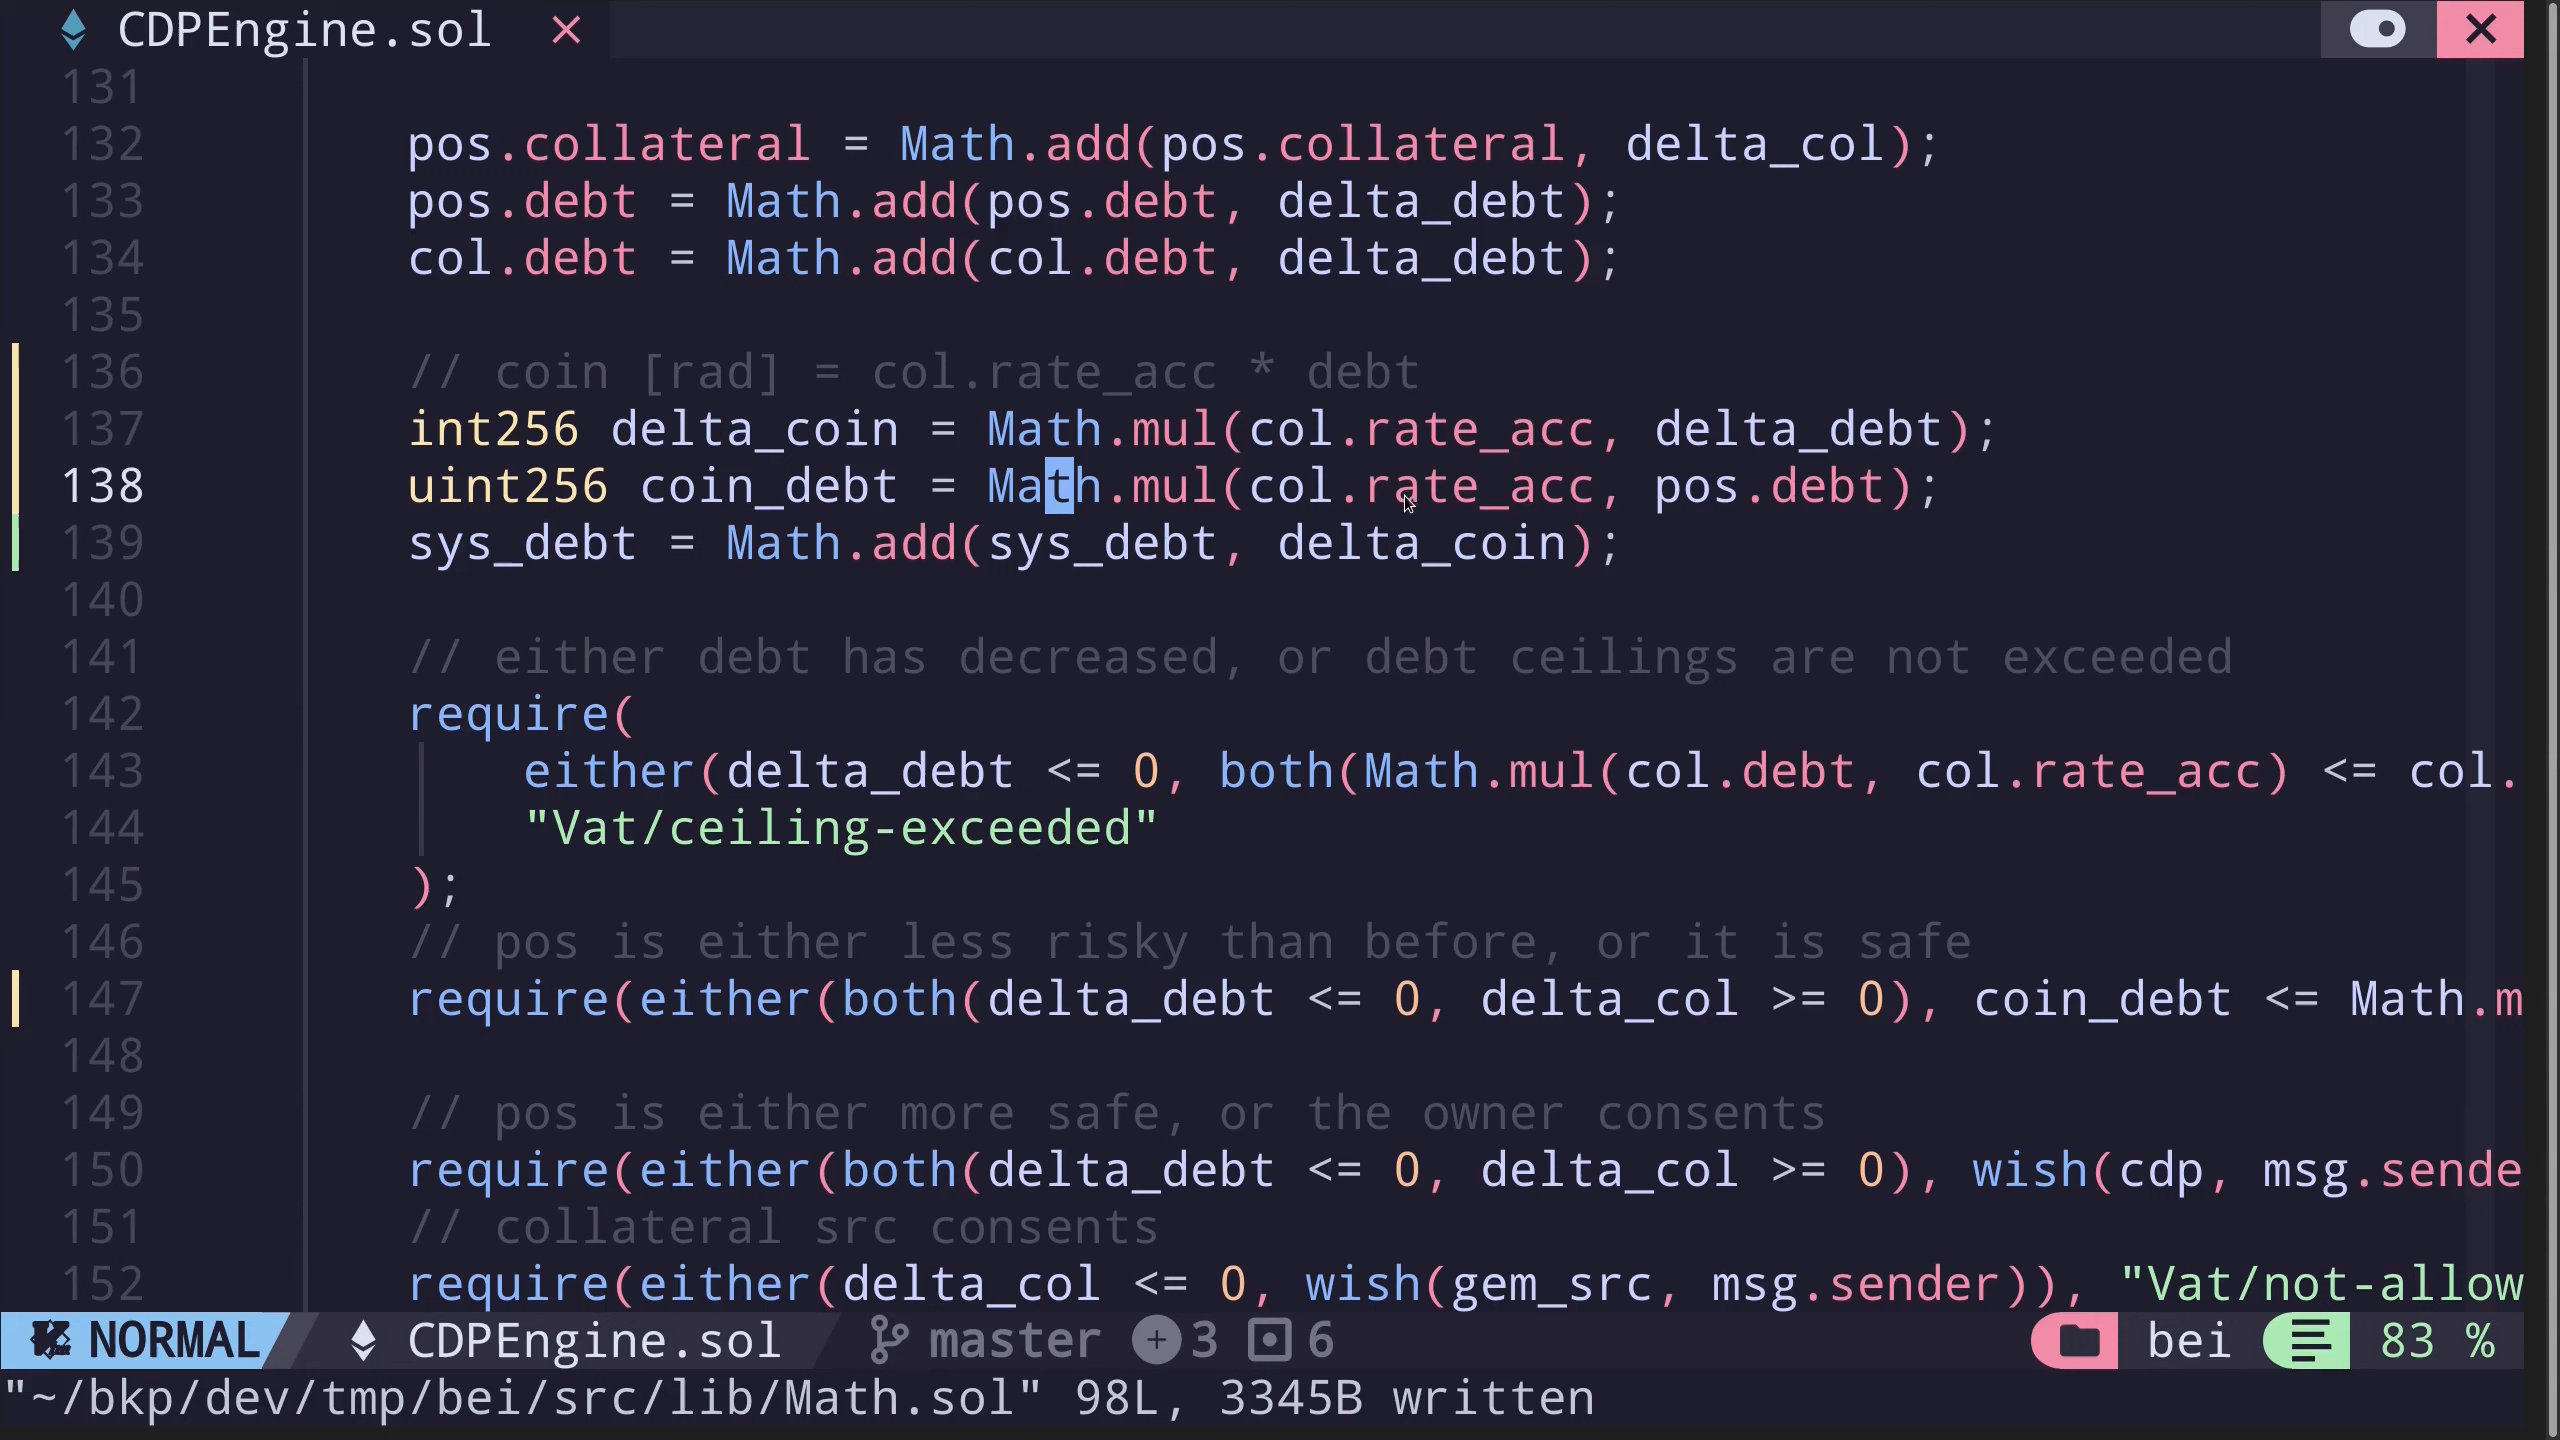 CDPEngine.sol
131
132 pos.collateral = Math.add(pos.collateral, delta_col);
133 pos.debt = Math.add(pos.debt, delta_debt);
134 col.debt = Math.add(col.debt, delta_debt);
135
136 // coin [rad] = col.rate_acc * debt
137 int256 delta_coin = Math.mul(col.rate_acc, delta_debt);
138 uint256 coin_debt = Math.mul(col.rate_acc, pos.debt);
139 sys_debt = Math.add(sys_debt, delta_coin);
140
141 // either debt has decreased, or debt ceilings are not exceeded
142 require(
143 either(delta_debt <= 0, both(Math.mul(col.debt, col.rate_acc) <= col.
144 "Vat/ceiling-exceeded"
145 );
146 // pos is either less risky than before, or it is safe
147 require(either(both(delta_debt <= 0, delta_col >= 0), coin_debt <= Math.m
148
149 // pos is either more safe, or the owner consents
150 require(either(both(delta_debt <= 0, delta_col >= 0), wish(cdp, msg.sende
151 // collateral src consents
152 require(either(delta_col <= 0, wish(gem_src, msg.sender)), "Vat/not-allow
NORMAL CDPEngine.sol master 3 6 bei 83 %
"~/bkp/dev/tmp/bei/src/lib/Math.sol" 98L, 3345B written